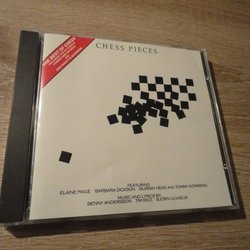 CHESS PIECES
THE BEST OF CHESS
FEATURING
ELAINE PAIGE BARBARA DICKSON MURRAY HEAD AND TOMMY KÖRBERG
MUSIC AND LYRICS BY
BENNY ANDERSSON TIM RICE BJÖRN ULVAEUS